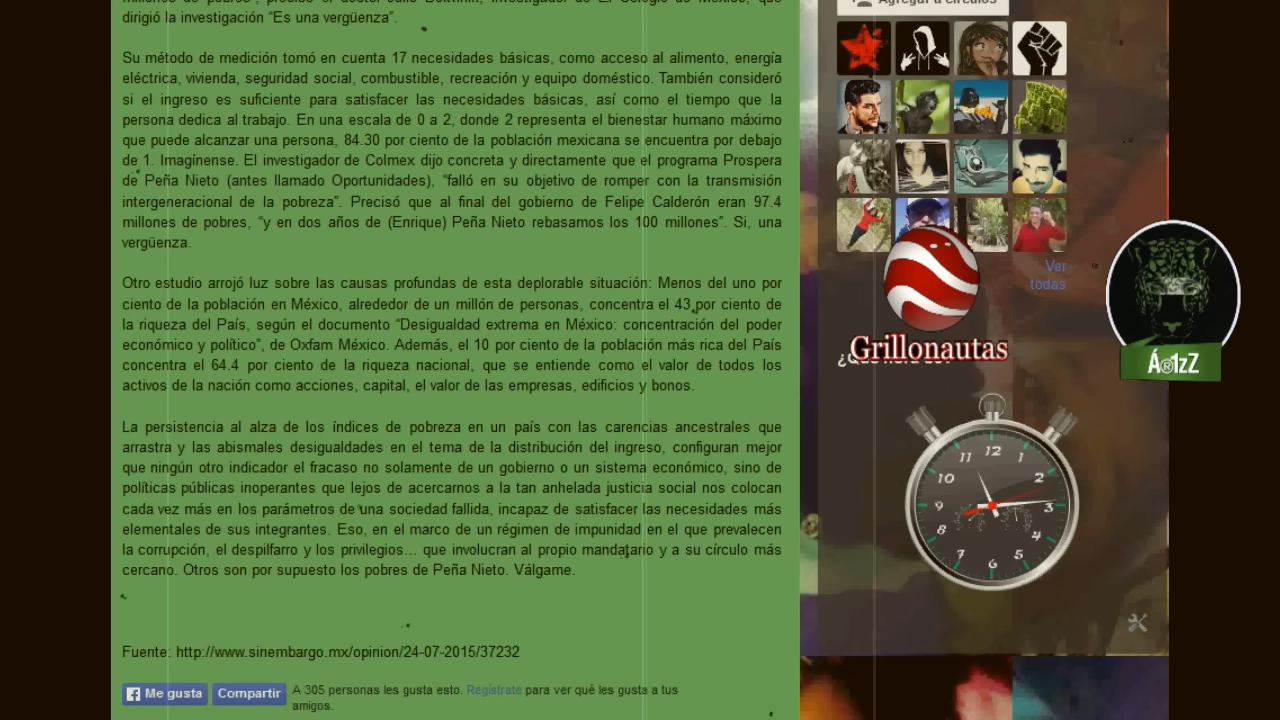 millones de pobres", precisó el doctor Julio Boltvinik, investigador de El Colegio de México, que
dirigió la investigación “Es una vergüenza”.
Su método de medición tomó en cuenta 17 necesidades básicas, como acceso al alimento, energía
eléctrica, vivienda, seguridad social, combustible, recreación y equipo doméstico. También consideró
si el ingreso es suficiente para satisfacer las necesidades básicas, así como el tiempo que la
persona dedica al trabajo. En una escala de 0 a 2, donde 2 representa el bienestar humano máximo
que puede alcanzar una persona, 84.30 por ciento de la población mexicana se encuentra por debajo
de 1. Imagínense. El investigador de Colmex dijo concreta y directamente que el programa Prospera
de Peña Nieto (antes llamado Oportunidades), “falló en su objetivo de romper con la transmisión
intergeneracional de la pobreza”. Precisó que al final del gobierno de Felipe Calderón eran 97.4
millones de pobres, “y en dos años de (Enrique) Peña Nieto rebasamos los 100 millones”. Si, una
vergüenza.
Otro estudio arrojó luz sobre las causas profundas de esta deplorable situación: Menos del uno por
ciento de la población en México, alrededor de un millón de personas, concentra el 43 por ciento de
la riqueza del País, según el documento “Desigualdad extrema en México: concentración del poder
económico y político”, de Oxfam México. Además, el 10 por ciento de la población más rica del País
concentra el 64.4 por ciento de la riqueza nacional, que se entiende como el valor de todos los
activos de la nación como acciones, capital, el valor de las empresas, edificios y bonos.
La persistencia al alza de los índices de pobreza en un país con las carencias ancestrales que
arrastra y las abismales desigualdades en el tema de la distribución del ingreso, configuran mejor
que ningún otro indicador el fracaso no solamente de un gobierno o un sistema económico, sino de
políticas públicas inoperantes que lejos de acercarnos a la tan anhelada justicia social nos colocan
cada vez más en los parámetros de una sociedad fallida, incapaz de satisfacer las necesidades más
elementales de sus integrantes. Eso, en el marco de un régimen de impunidad en el que prevalecen
la corrupción, el despilfarro y los privilegios… que involucran al propio mandatario y a su círculo más
cercano. Otros son por supuesto los pobres de Peña Nieto. Válgame.
Fuente: http://www.sinembargo.mx/opinion/24-07-2015/37232
Me gusta Compartir A 305 personas les gusta esto. Regístrate para ver qué les gusta a tus
amigos.
Agregar a círculos
Ver
todas
Grillonautas
Á®1zZ
12
1
2
3
4
5
6
7
8
9
10
11